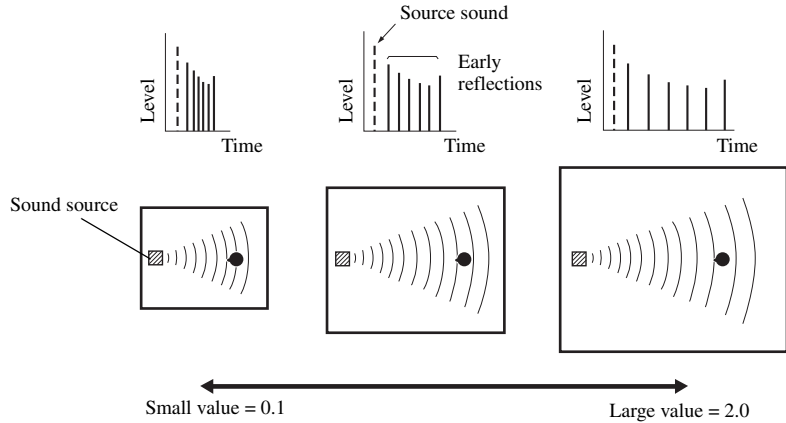 Source sound
Level
Time
Level
Early
reflections
Time
Level
Time
Sound source
Small value = 0.1
Large value = 2.0